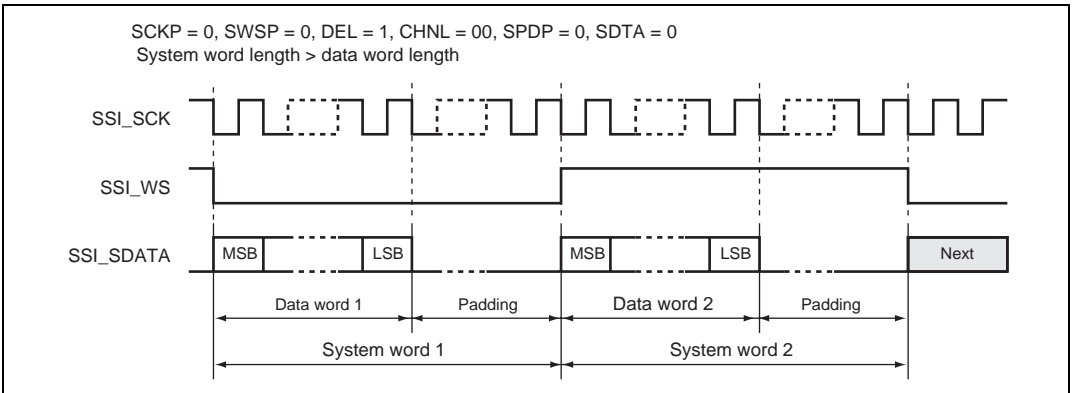 SCKP = 0, SWSP = 0, DEL = 1, CHNL = 00, SPDP = 0, SDTA = 0
System word length > data word length
SSI_SCK
SSI_WS
SSI_SDATA
MSB
LSB
MSB
LSB
Next
Data word 1
Padding
Data word 2
Padding
System word 1
System word 2